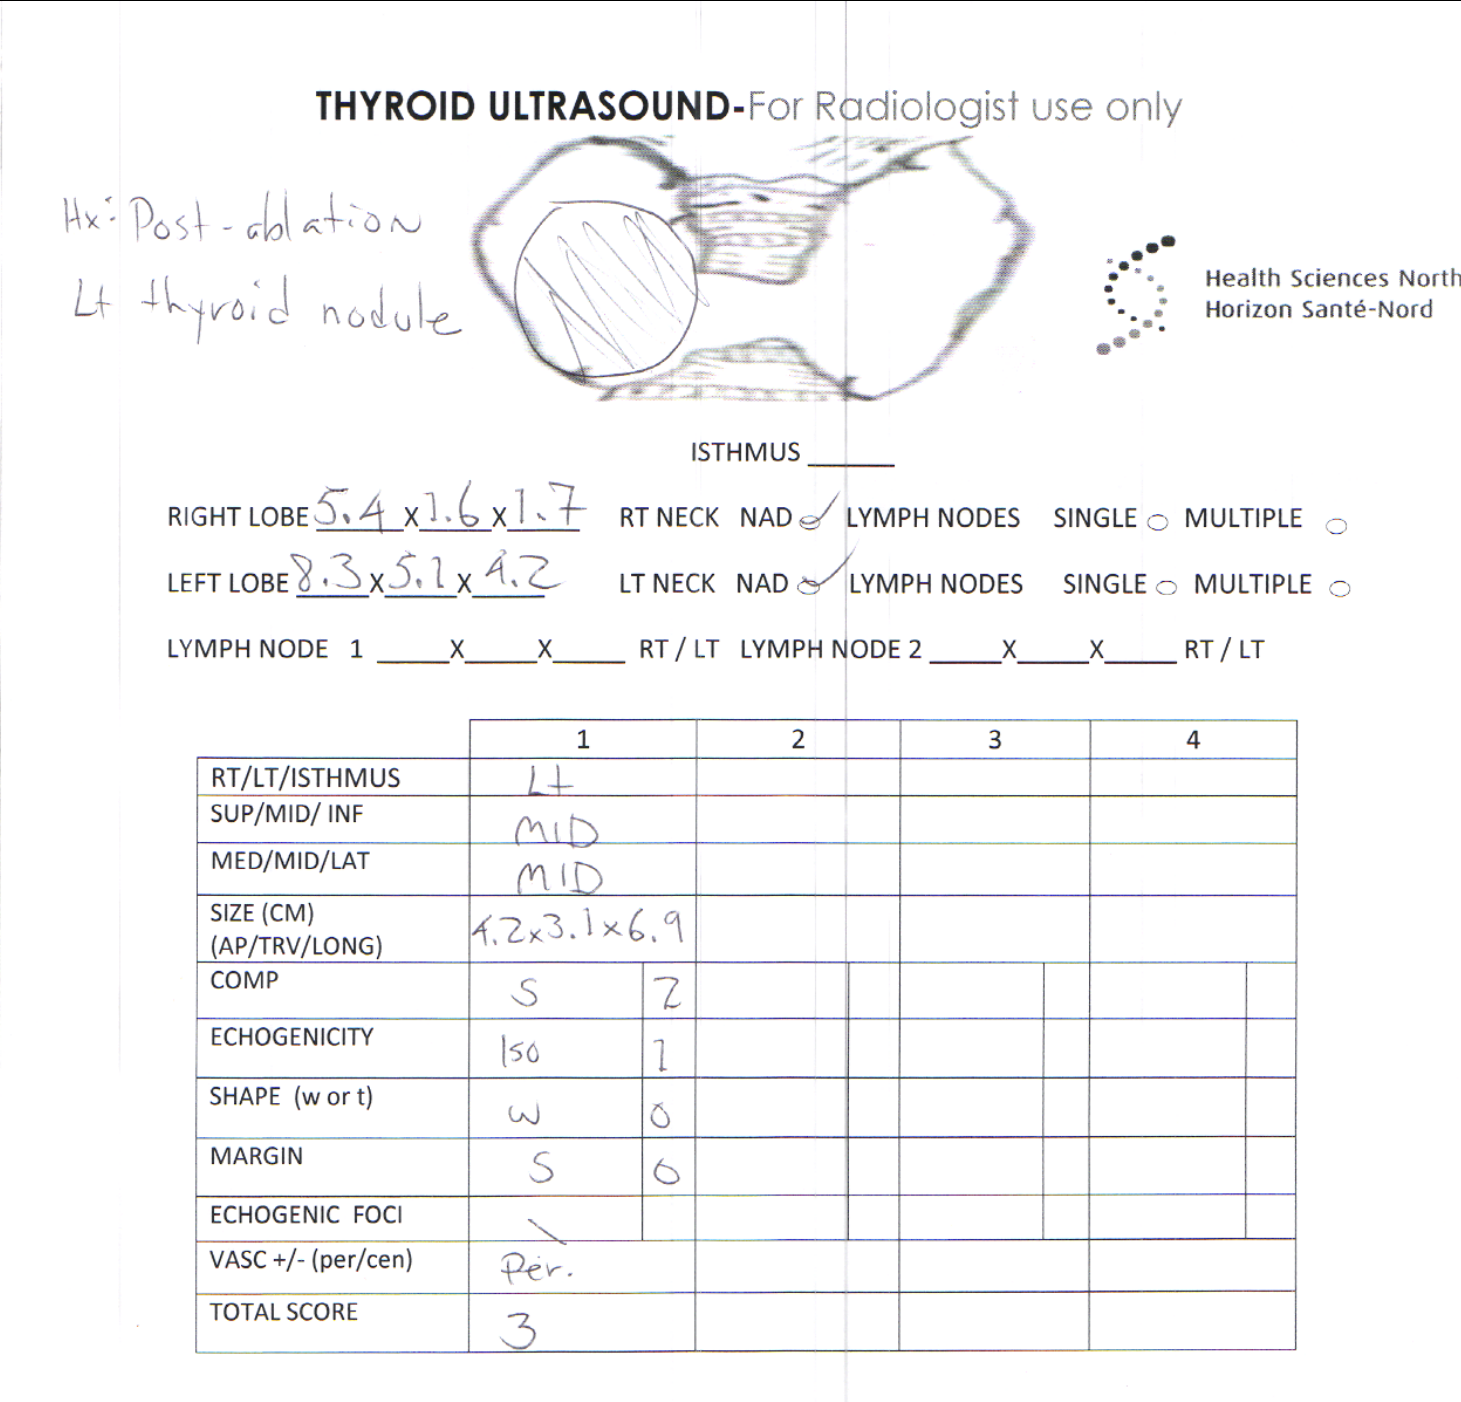 THYROID ULTRASOUND-For Radiologist use only
Hx: Post-ablation
Lt thyroid nodule
Health Sciences North
Horizon Santé-Nord
ISTHMUS ______
RIGHT LOBE 5.4 X 1.6 X 1.7 RT NECK NAD ✓ LYMPH NODES SINGLE ○ MULTIPLE ○
LEFT LOBE 8.3 X 5.1 X 4.2 LT NECK NAD ✓ LYMPH NODES SINGLE ○ MULTIPLE ○
LYMPH NODE 1 _____X_____X_____ RT / LT LYMPH NODE 2 _____X_____X_____ RT / LT
1 2 3 4
RT/LT/ISTHMUS Lt
SUP/MID/ INF MID
MED/MID/LAT MID
SIZE (CM)
(AP/TRV/LONG) 4.2x3.1x6.9
COMP S 2
ECHOGENICITY Iso 1
SHAPE (w or t) W 0
MARGIN S 0
ECHOGENIC FOCI \
VASC +/- (per/cen) Per.
TOTAL SCORE 3